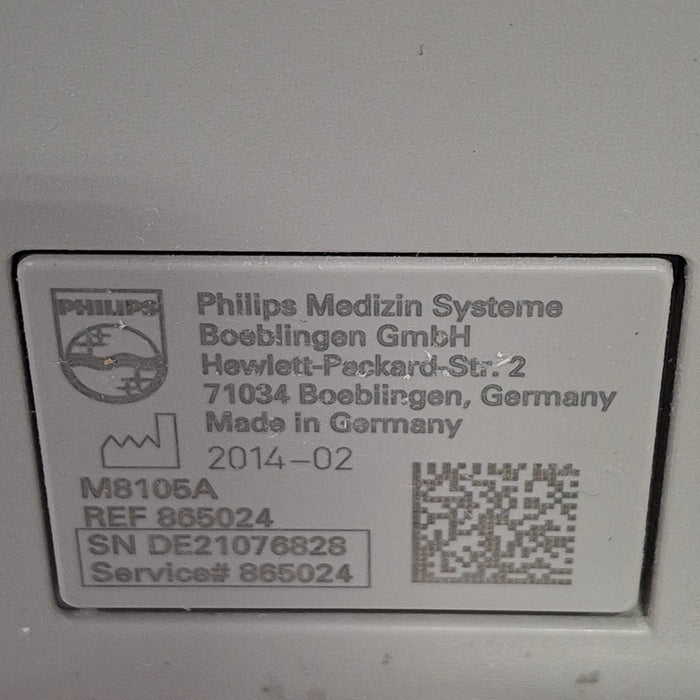 PHILIPS
Philips Medizin Systeme
Boeblingen GmbH
Hewlett-Packard-Str. 2
71034 Boeblingen, Germany
Made in Germany
2014-02
M8105A
REF 865024
SN DE21076828
Service# 865024